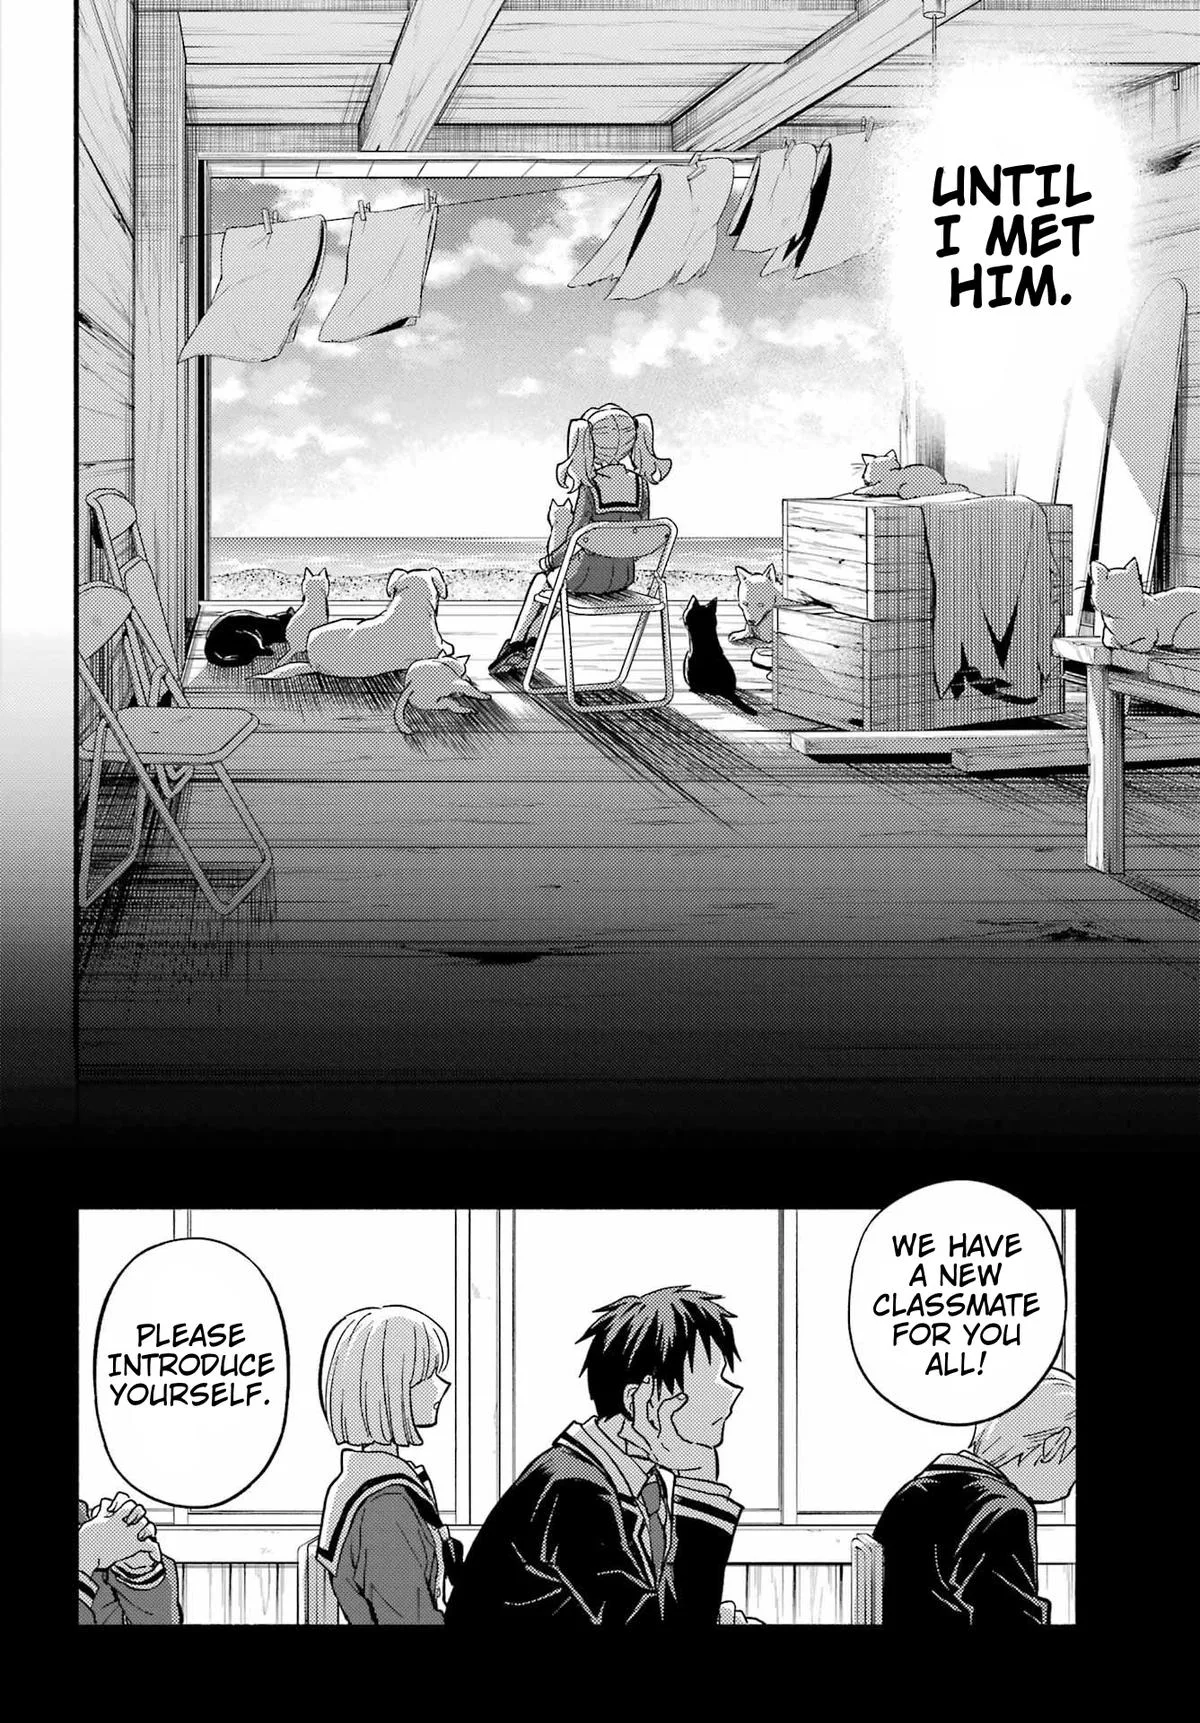 UNTIL
I MET
HIM.
WE HAVE
A NEW
CLASSMATE
FOR YOU
ALL!
PLEASE
INTRODUCE
YOURSELF.